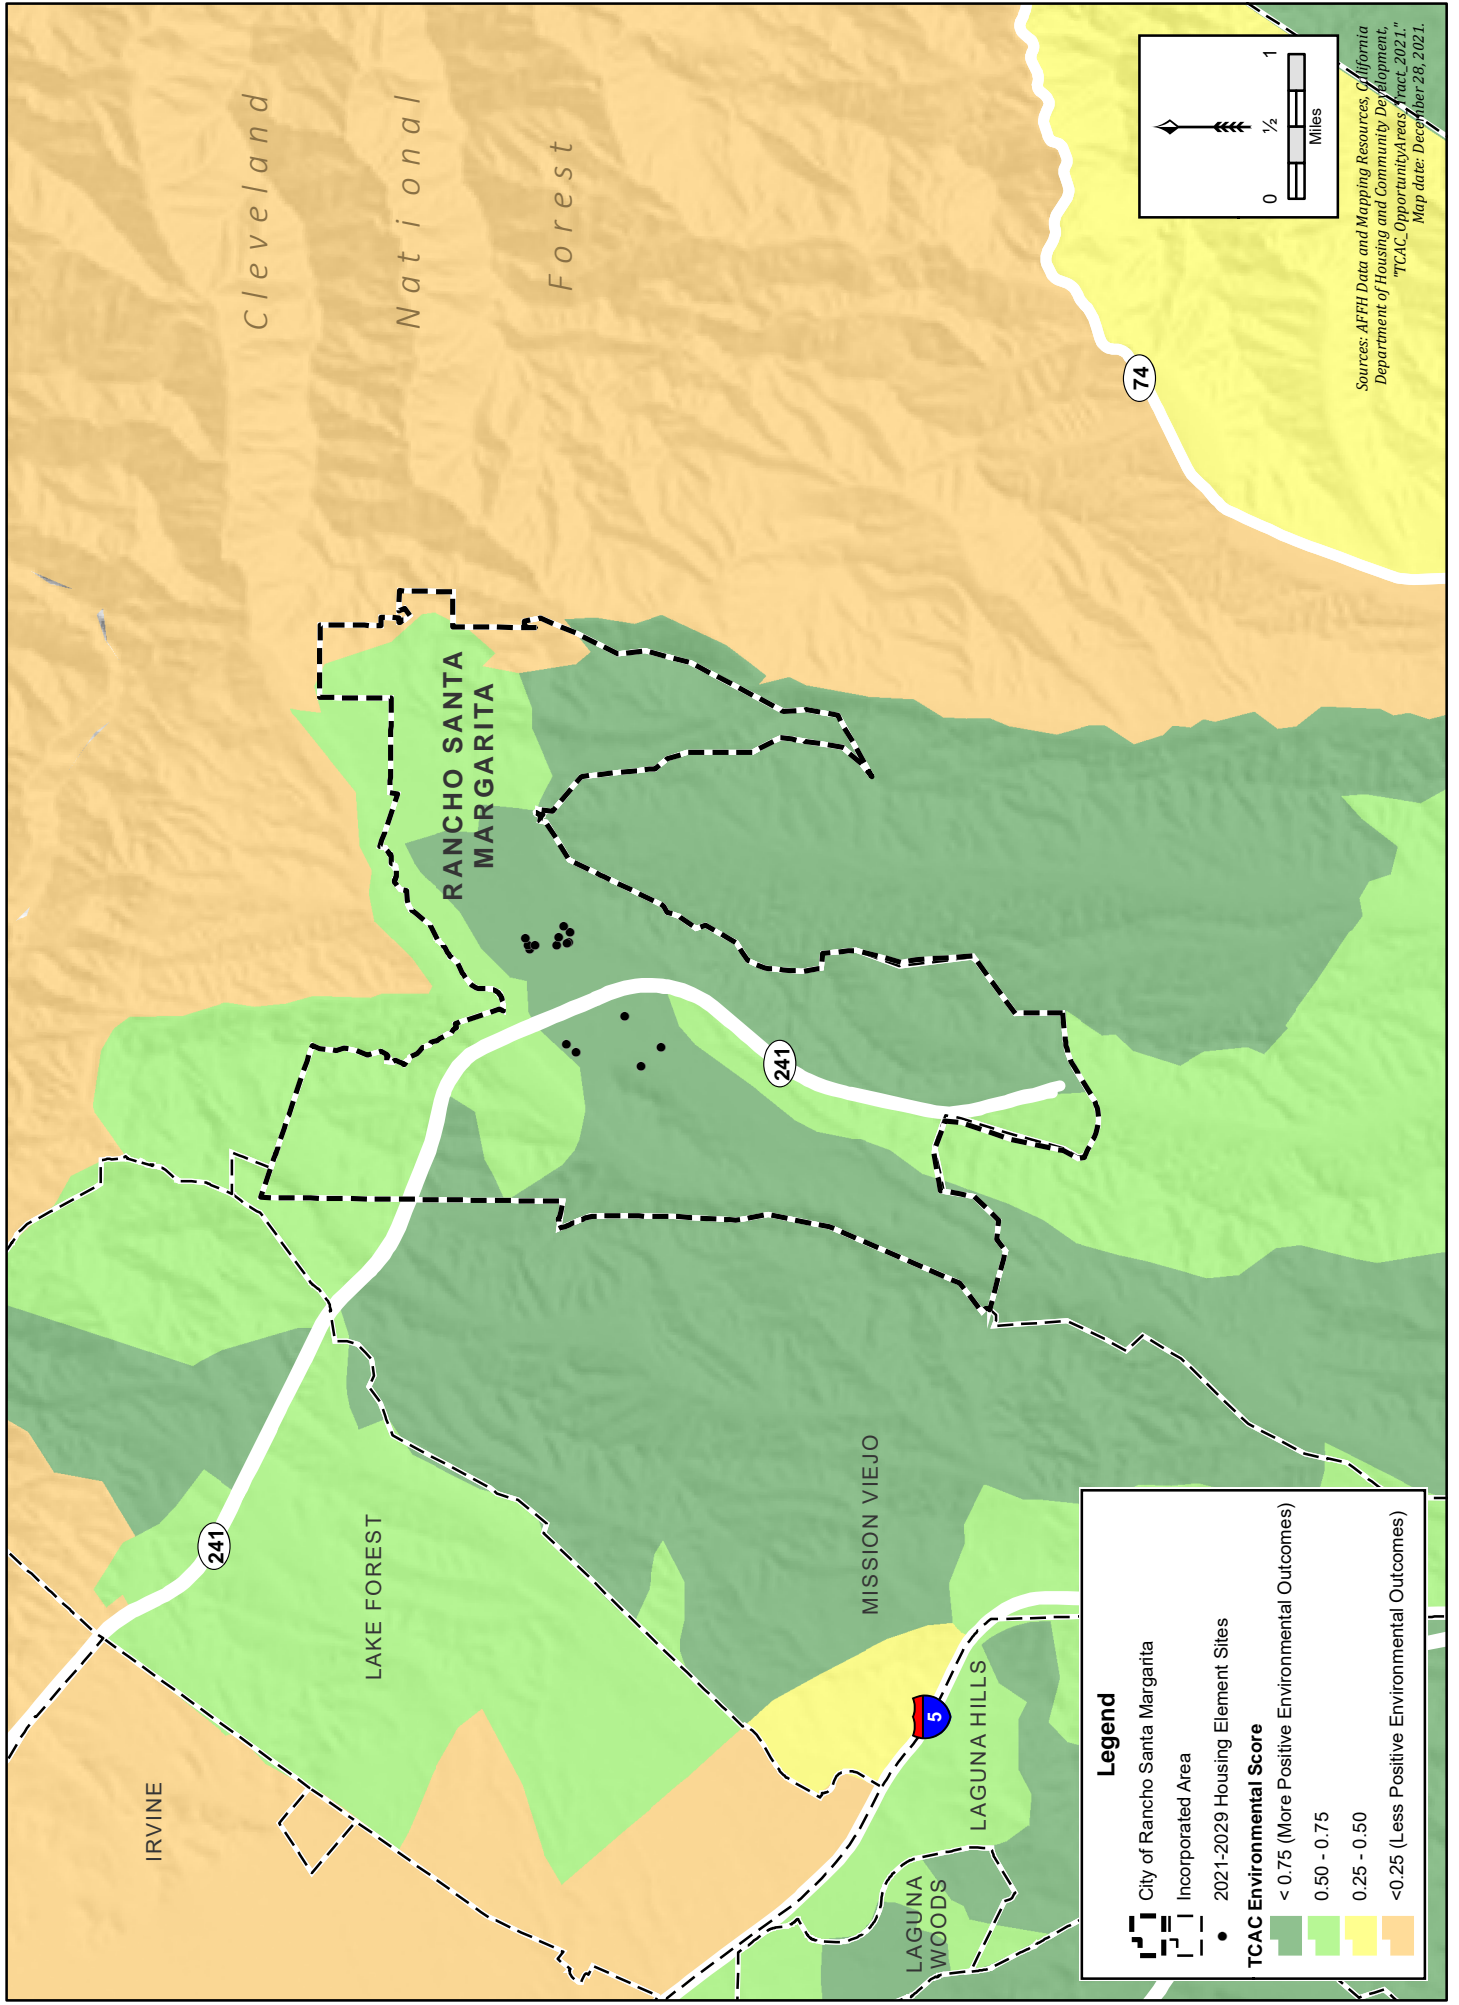 Cleveland
National
Forest
RANCHO SANTA
MARGARITA
241
241
74
5
IRVINE
LAKE FOREST
MISSION VIEJO
LAGUNA HILLS
LAGUNA
WOODS
0 ½ 1
Miles
Sources: AFFH Data and Mapping Resources, California
Department of Housing and Community Development,
"TCAC_OpportunityAreas_Tract_2021."
Map date: December 28, 2021.
Legend
City of Rancho Santa Margarita
Incorporated Area
2021-2029 Housing Element Sites
TCAC Environmental Score
< 0.75 (More Positive Environmental Outcomes)
0.50 - 0.75
0.25 - 0.50
<0.25 (Less Positive Environmental Outcomes)